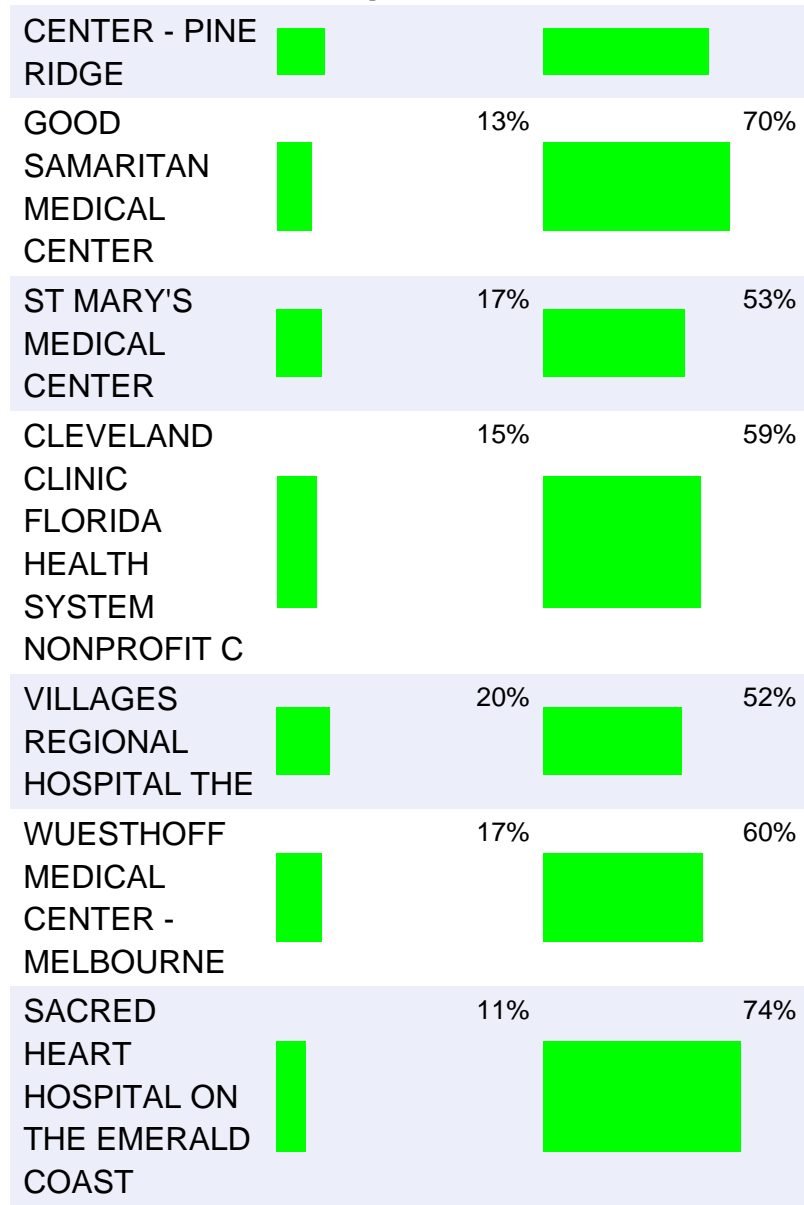 CENTER - PINE
RIDGE
GOOD 13% 70%
SAMARITAN
MEDICAL
CENTER
ST MARY'S 17% 53%
MEDICAL
CENTER
CLEVELAND 15% 59%
CLINIC
FLORIDA
HEALTH
SYSTEM
NONPROFIT C
VILLAGES 20% 52%
REGIONAL
HOSPITAL THE
WUESTHOFF 17% 60%
MEDICAL
CENTER -
MELBOURNE
SACRED 11% 74%
HEART
HOSPITAL ON
THE EMERALD
COAST